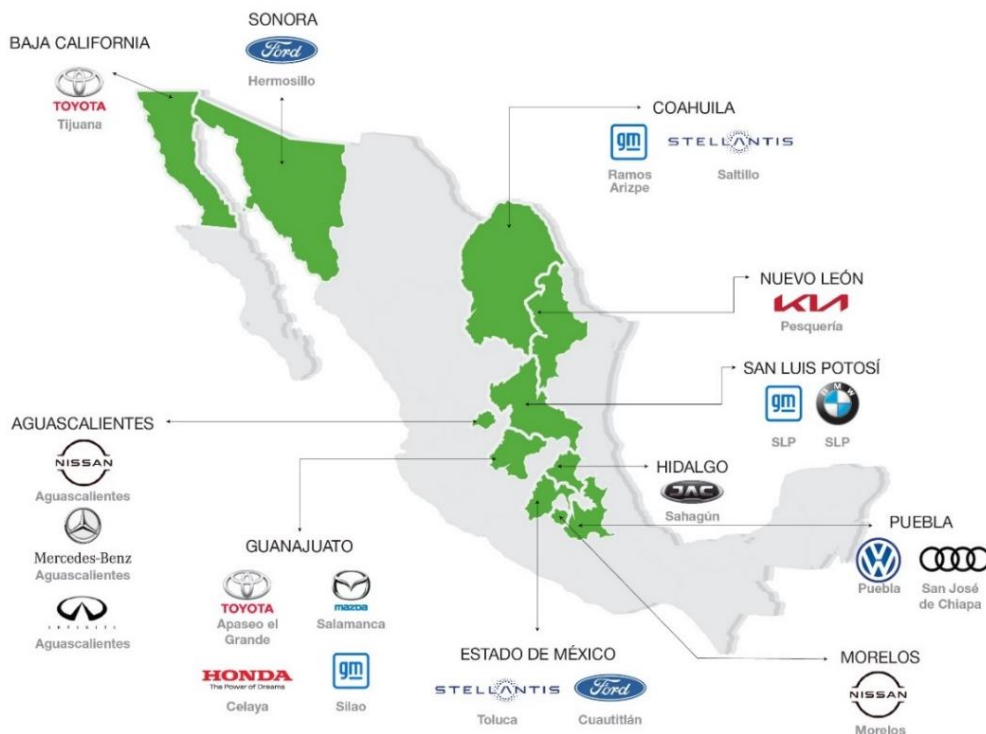 BAJA CALIFORNIA
TOYOTA
Tijuana
SONORA
Ford
Hermosillo
COAHUILA
gm
Ramos
Arizpe
STELLANTIS
Saltillo
NUEVO LEÓN
KIA
Pesquería
SAN LUIS POTOSÍ
gm
SLP
BMW
SLP
AGUASCALIENTES
NISSAN
Aguascalientes
Mercedes-Benz
Aguascalientes
INFINITI
Aguascalientes
HIDALGO
JAC
Sahagún
PUEBLA
VW
Puebla
San José
de Chiapa
GUANAJUATO
TOYOTA
Apaseo el
Grande
mazda
Salamanca
HONDA
The Power of Dreams
Celaya
gm
Silao
ESTADO DE MÉXICO
STELLANTIS
Toluca
Ford
Cuautitlán
MORELOS
NISSAN
Morelos